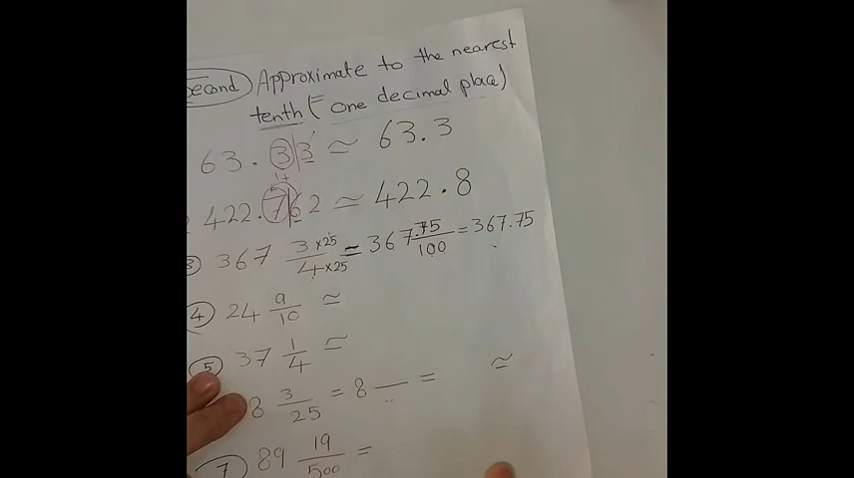 Second) Approximate to the nearest
tenth (= one decimal place)
63.33 ≃ 63.3
1+
422.762 ≃ 422.8
3 367 3×25/4×25 = 367 75/100 = 367.75
4 24 9/10 ≃
5 37 1/4 ≃
8 3/25 = 8 — = ≃
7 89 19/500 =